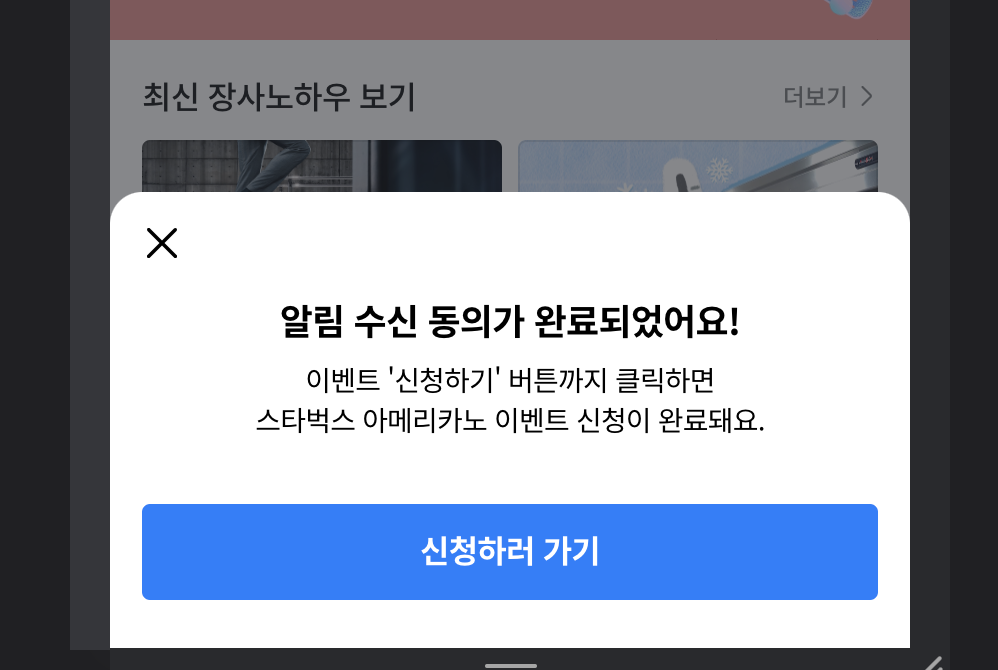 최신 장사노하우 보기
더보기
알림 수신 동의가 완료되었어요!
이벤트 '신청하기' 버튼까지 클릭하면
스타벅스 아메리카노 이벤트 신청이 완료돼요.
신청하러 가기